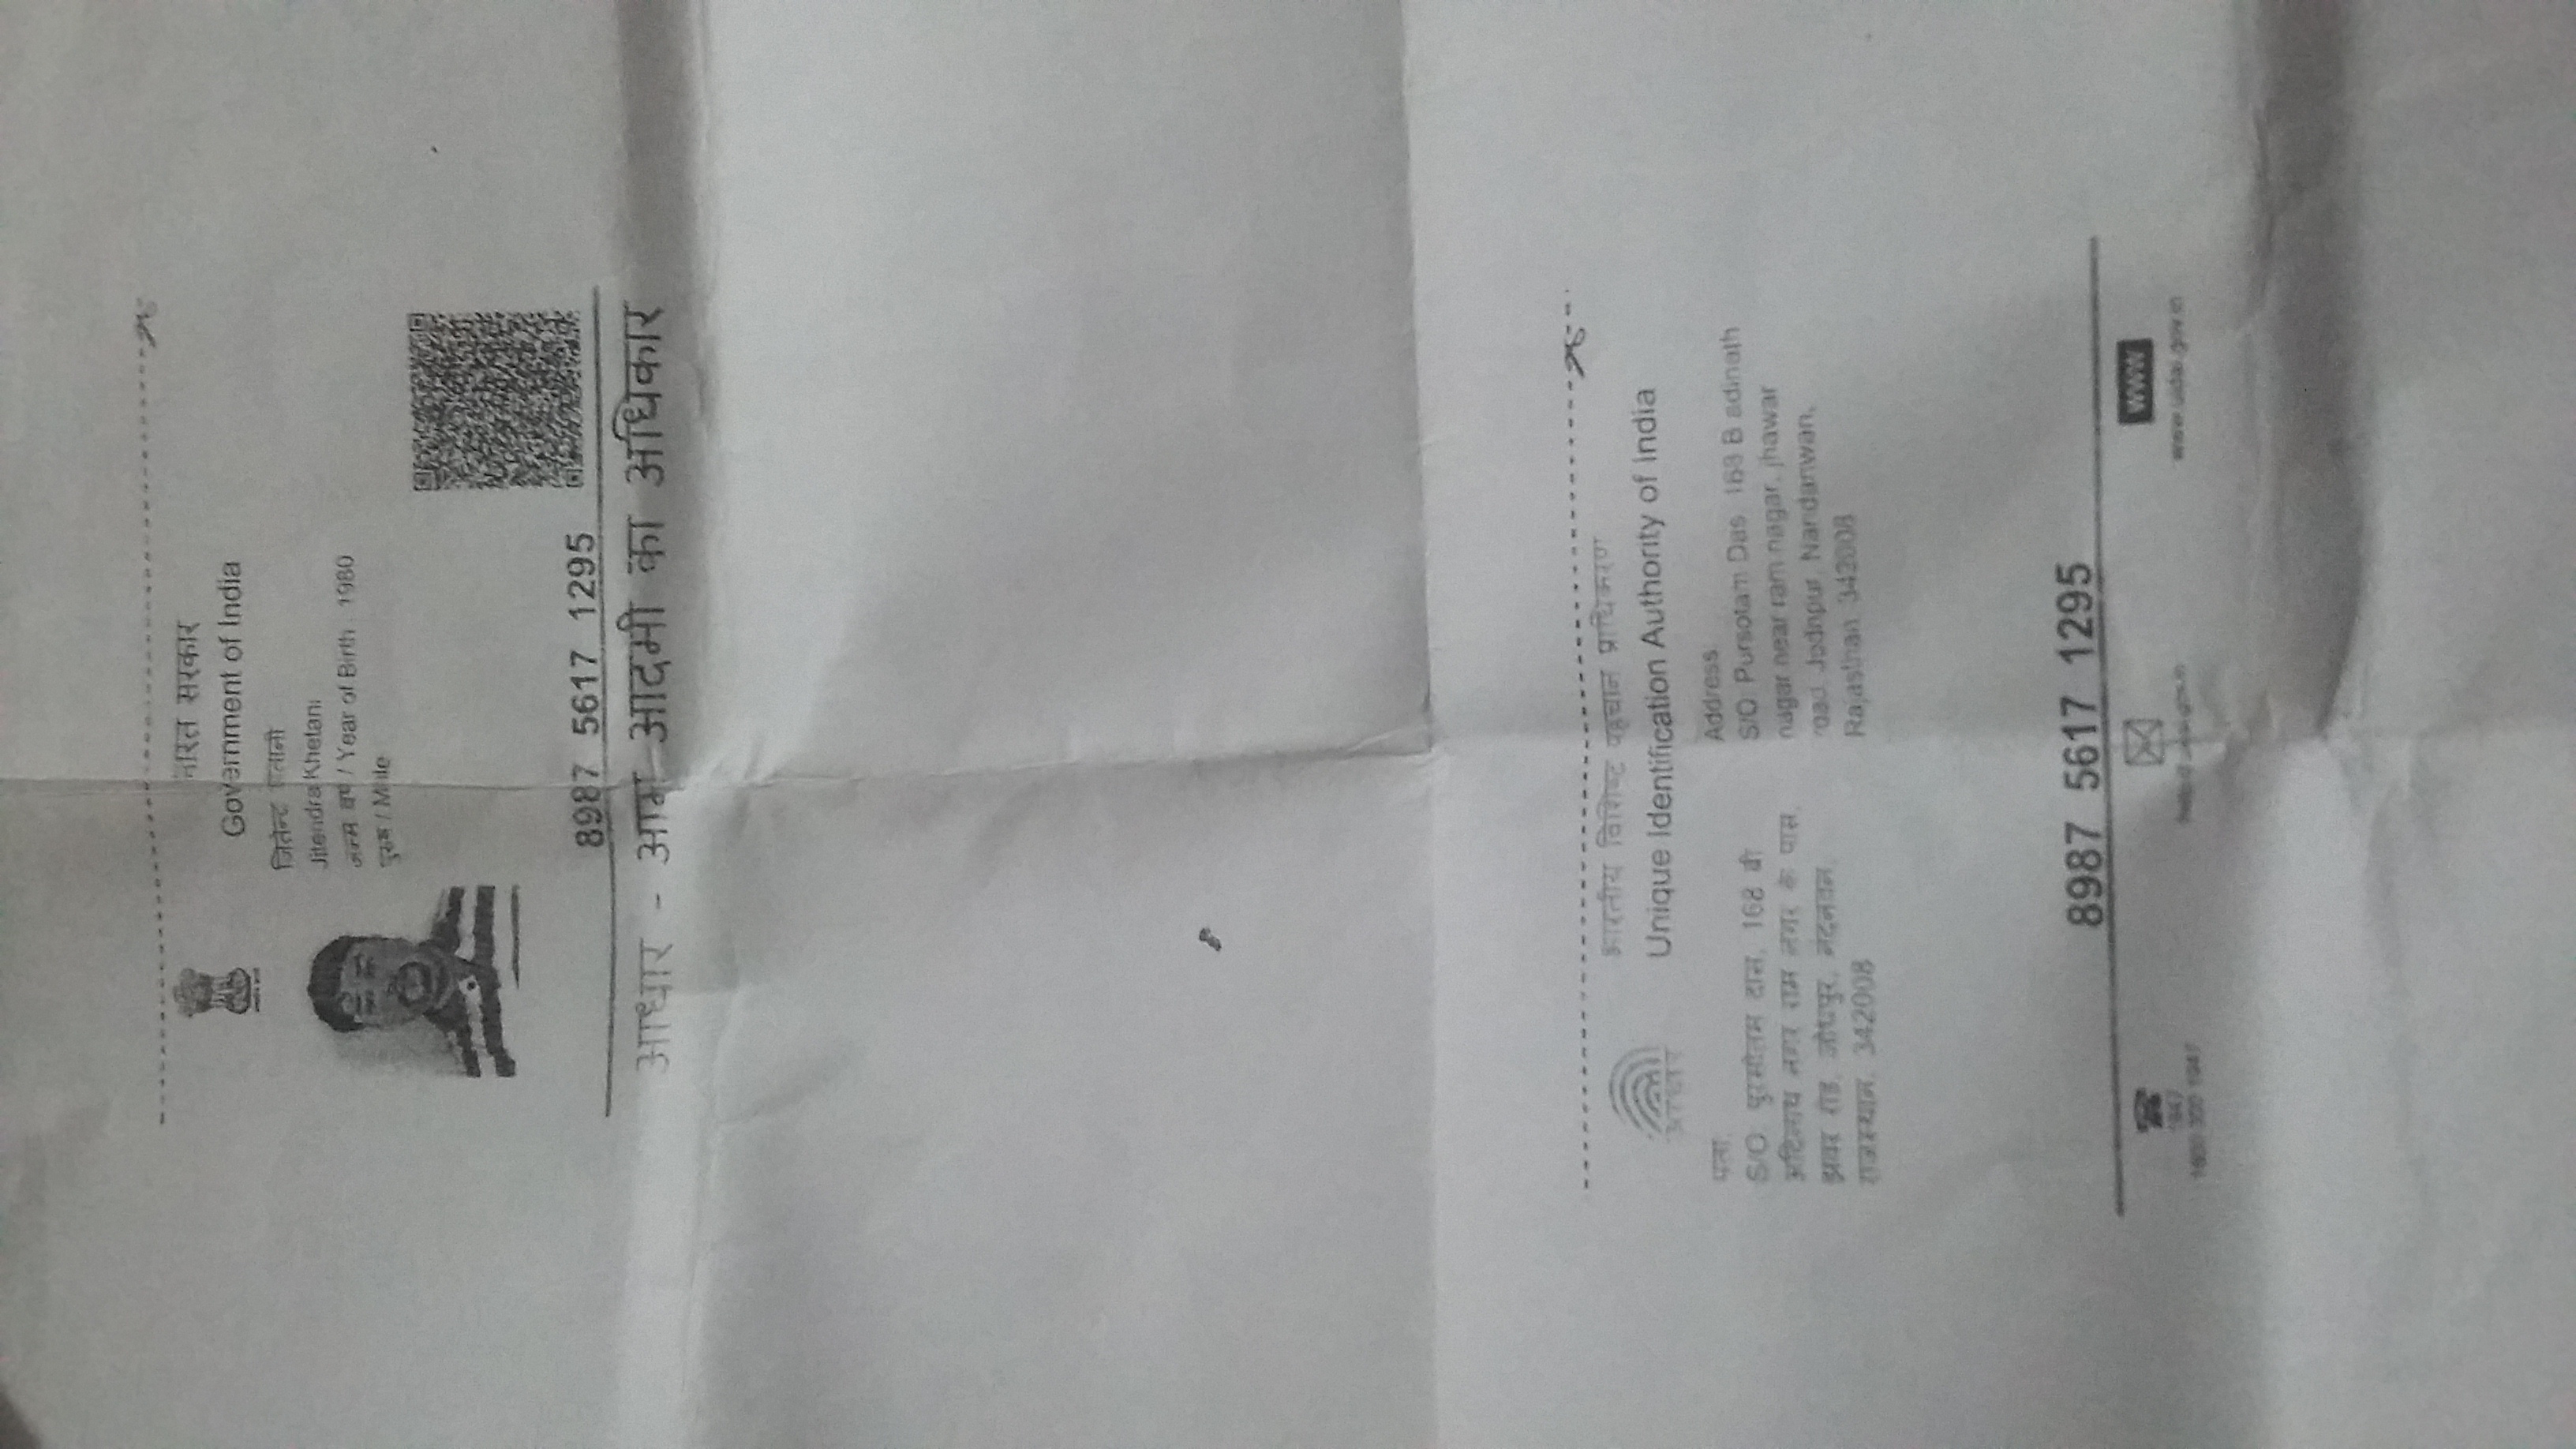 भारत सरकार
Government of India
Jitendra Khetani
जन्म वर्ष / Year of Birth : 1980
पुरुष / Male
8987 5617 1295
आधार - आम आदमी का अधिकार
भारतीय विशिष्ट पहचान प्राधिकरण
Unique Identification Authority of India
आधार
पता:
S/O पुरसोतम दास, 168 बी
नगर राम नगर के पास,
झवर रोड, जोधपुर, नंदनवन,
राजस्थान, 342008
Address:
S/O Pursotam Das, 168 B adinath
nagar near ram nagar, jhawar
road, Jodhpur, Nandanwan,
Rajasthan, 342008
8987 5617 1295
1947
1800 300 1947
WWW
help@uidai.gov.in
www.uidai.gov.in